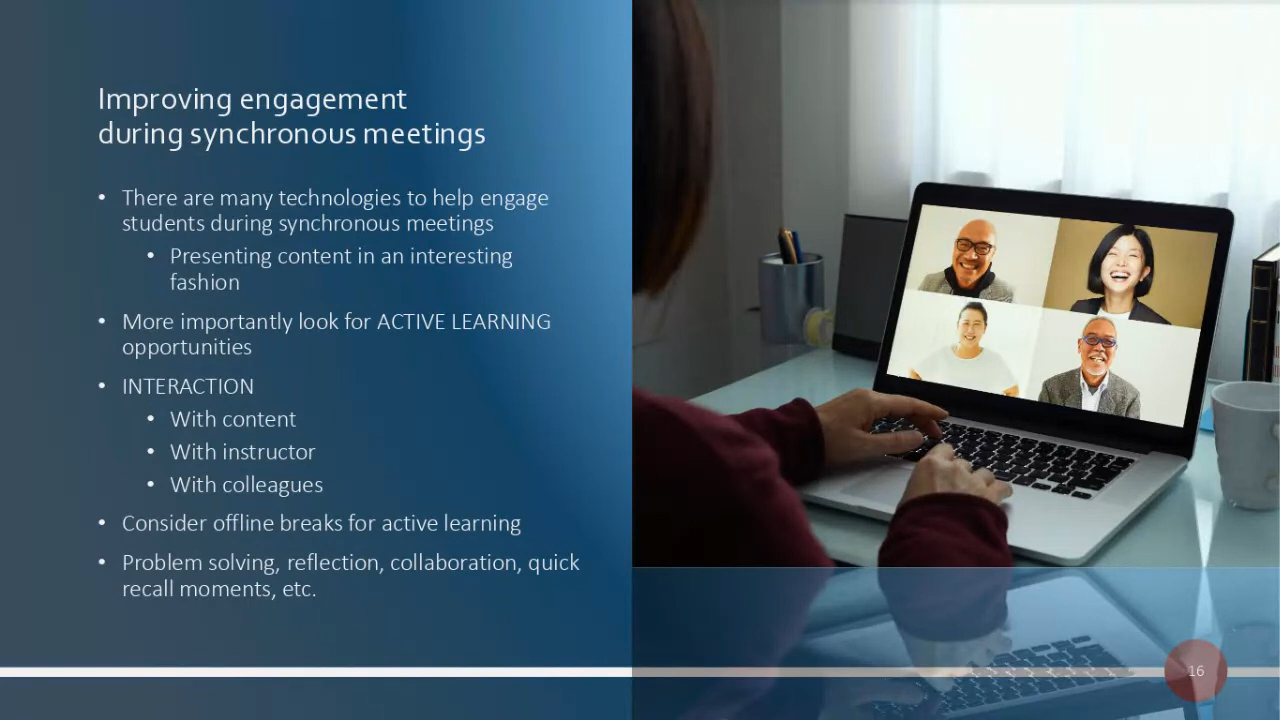 Improving engagement
during synchronous meetings
• There are many technologies to help engage
students during synchronous meetings
• Presenting content in an interesting
fashion
• More importantly look for ACTIVE LEARNING
opportunities
• INTERACTION
• With content
• With instructor
• With colleagues
• Consider offline breaks for active learning
• Problem solving, reflection, collaboration, quick
recall moments, etc.
16